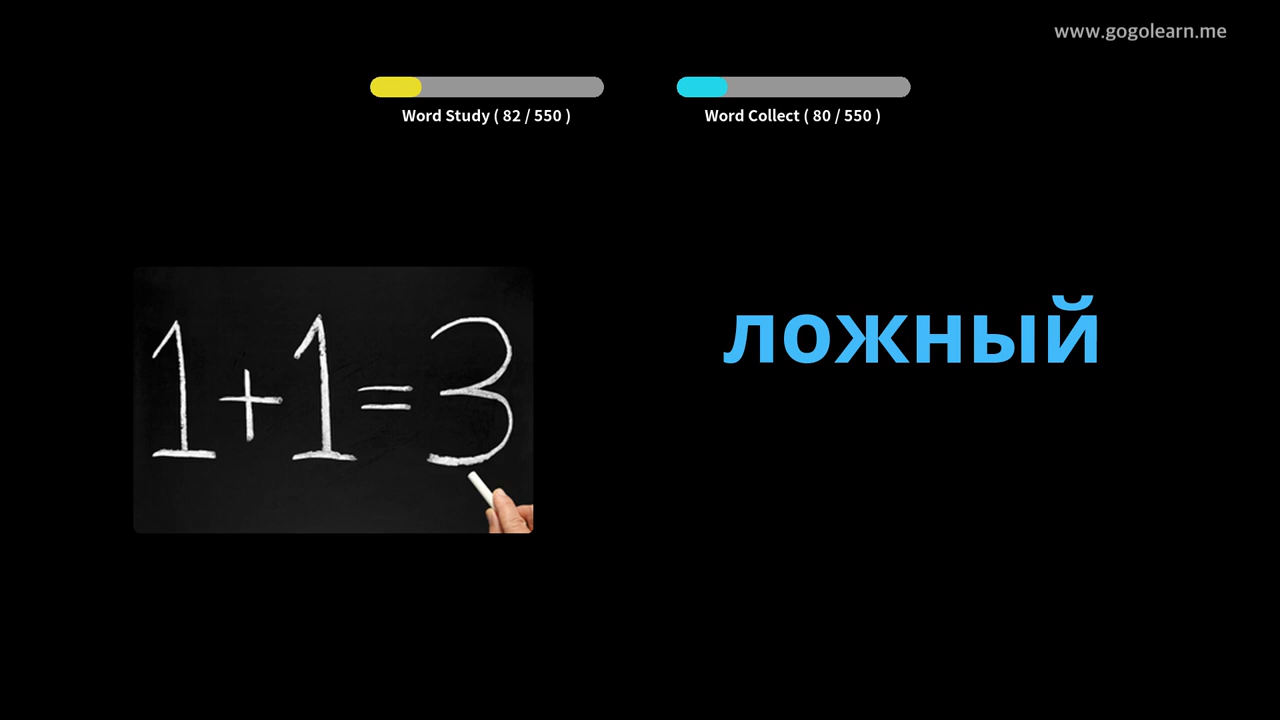 www.gogolearn.me
Word Study ( 82 / 550 )
Word Collect ( 80 / 550 )
1+1=3
ложный